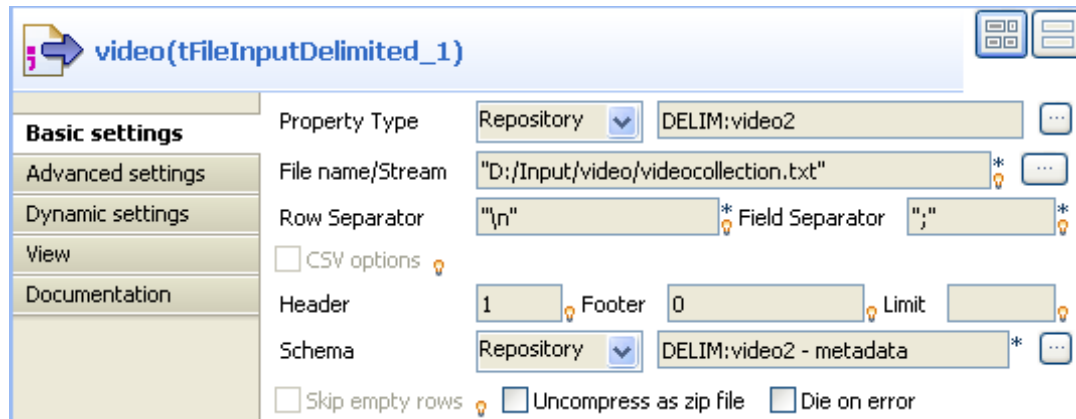 video(tFileInputDelimited_1)
Basic settings
Advanced settings
Dynamic settings
View
Documentation
Property Type Repository DELIM:video2 ...
File name/Stream "D:/Input/video/videocollection.txt" * ...
Row Separator "\n" * Field Separator ";" *
CSV options
Header 1 Footer 0 Limit
Schema Repository DELIM:video2 - metadata * ...
Skip empty rows Uncompress as zip file Die on error